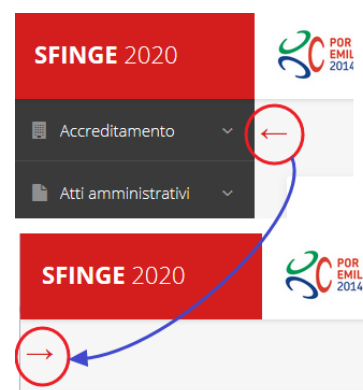 SFINGE 2020
POR
EMIL
2014
Accreditamento
←
Atti amministrativi
SFINGE 2020
POR
EMIL
2014
→